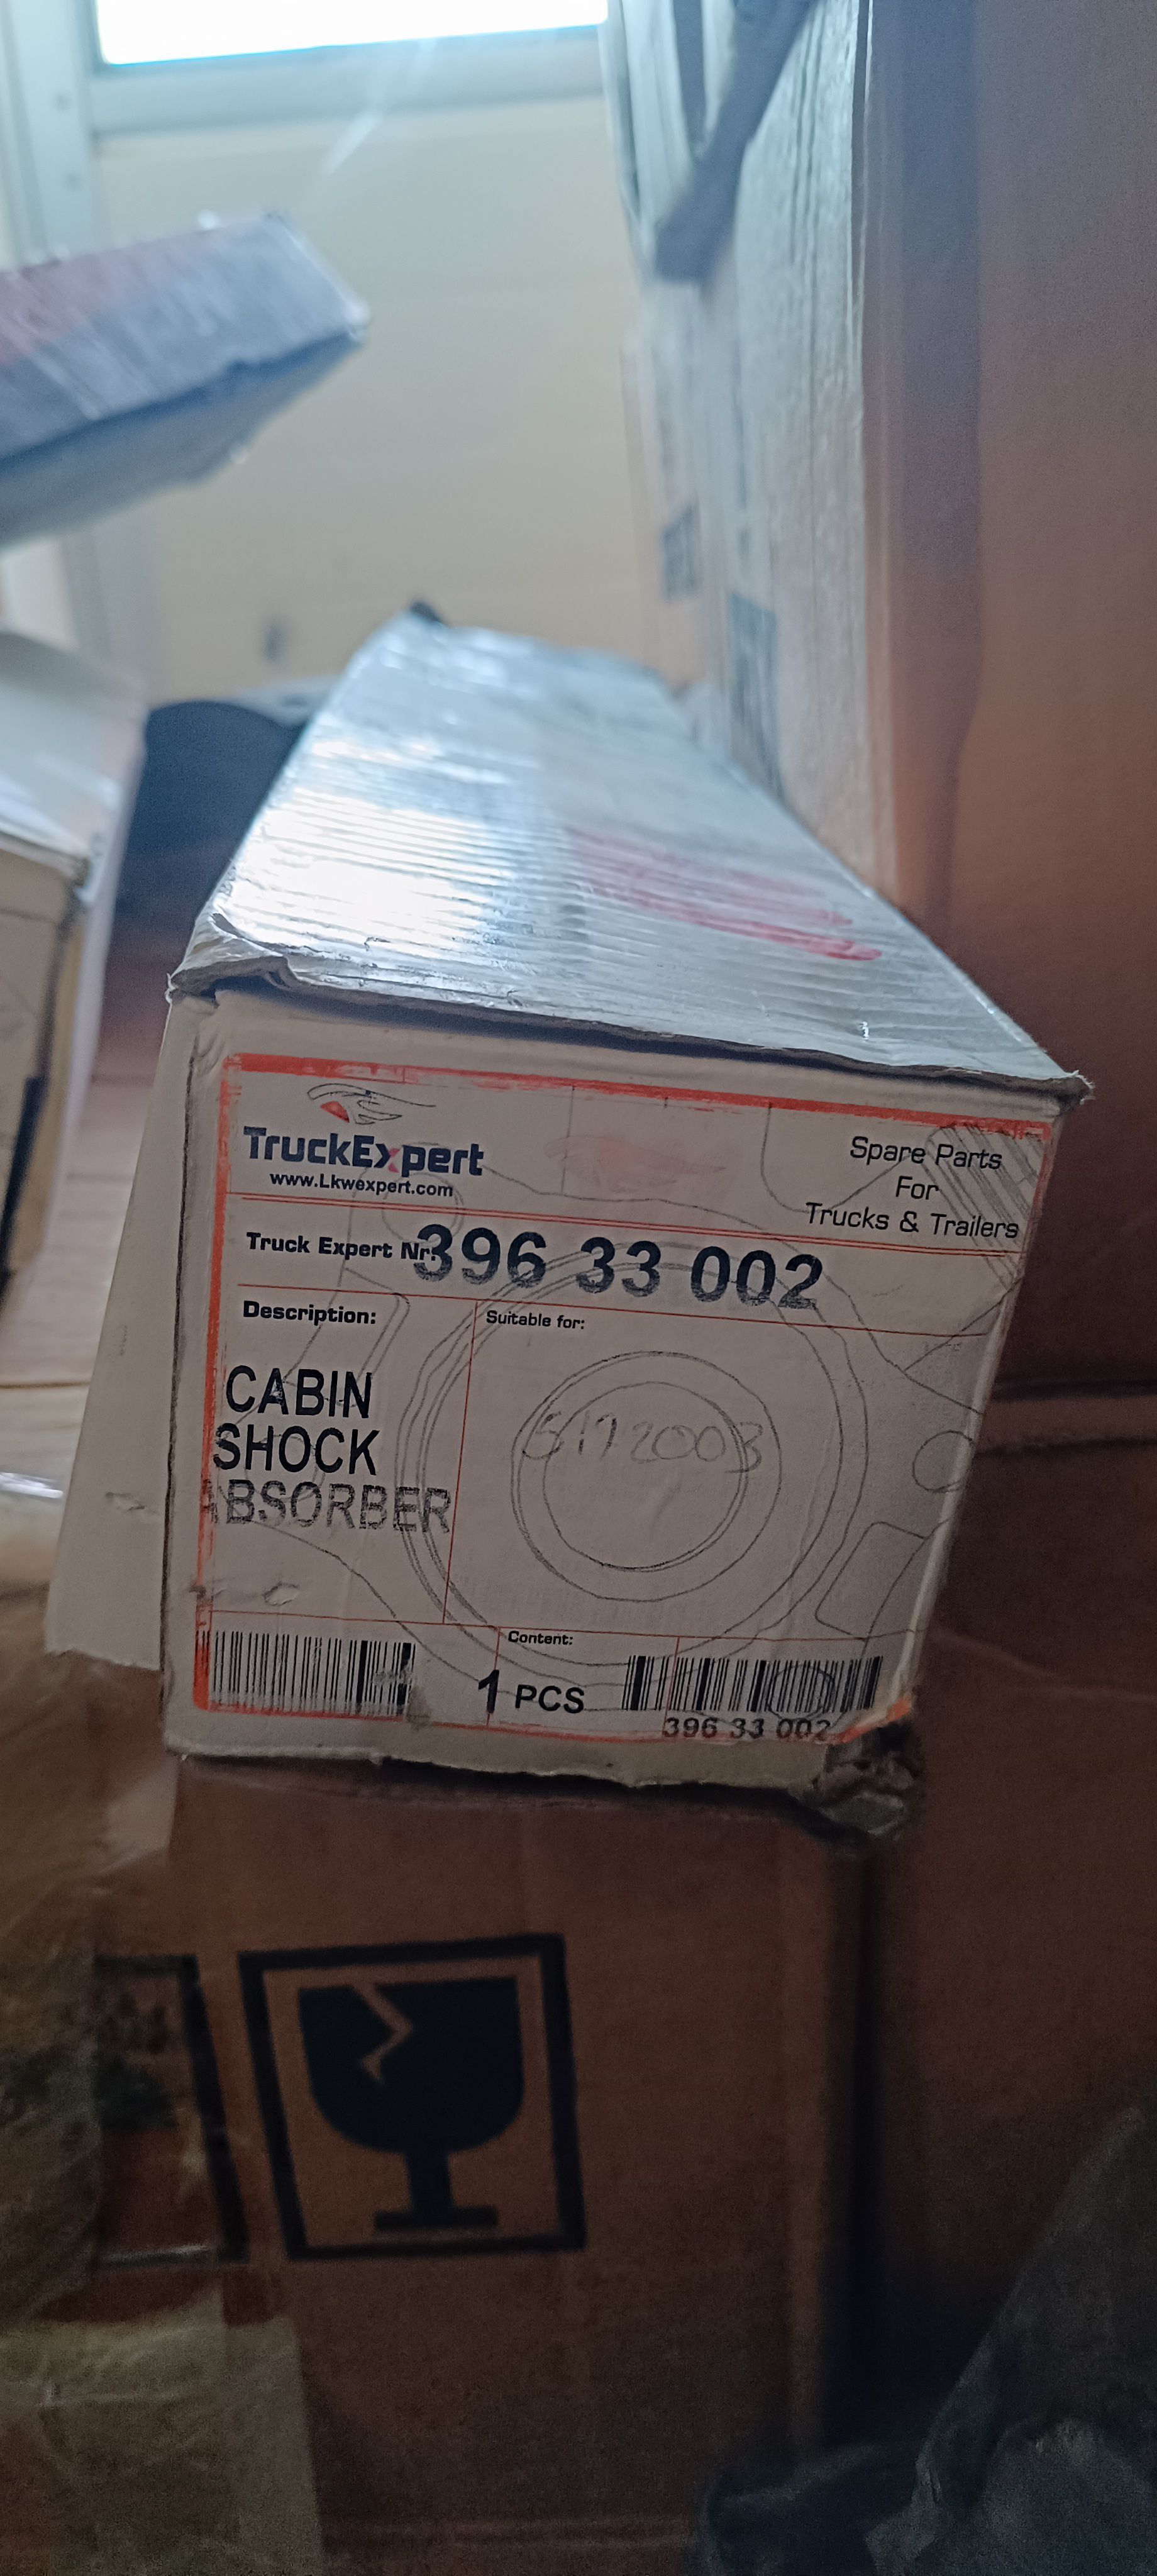 TruckExpert
www.Lkwexpert.com
Spare Parts
For
Trucks & Trailers
Truck Expert Nr:
396 33 002
Description:
Suitable for:
CABIN
SHOCK
ABSORBER
Content:
1 PCS
396 33 002